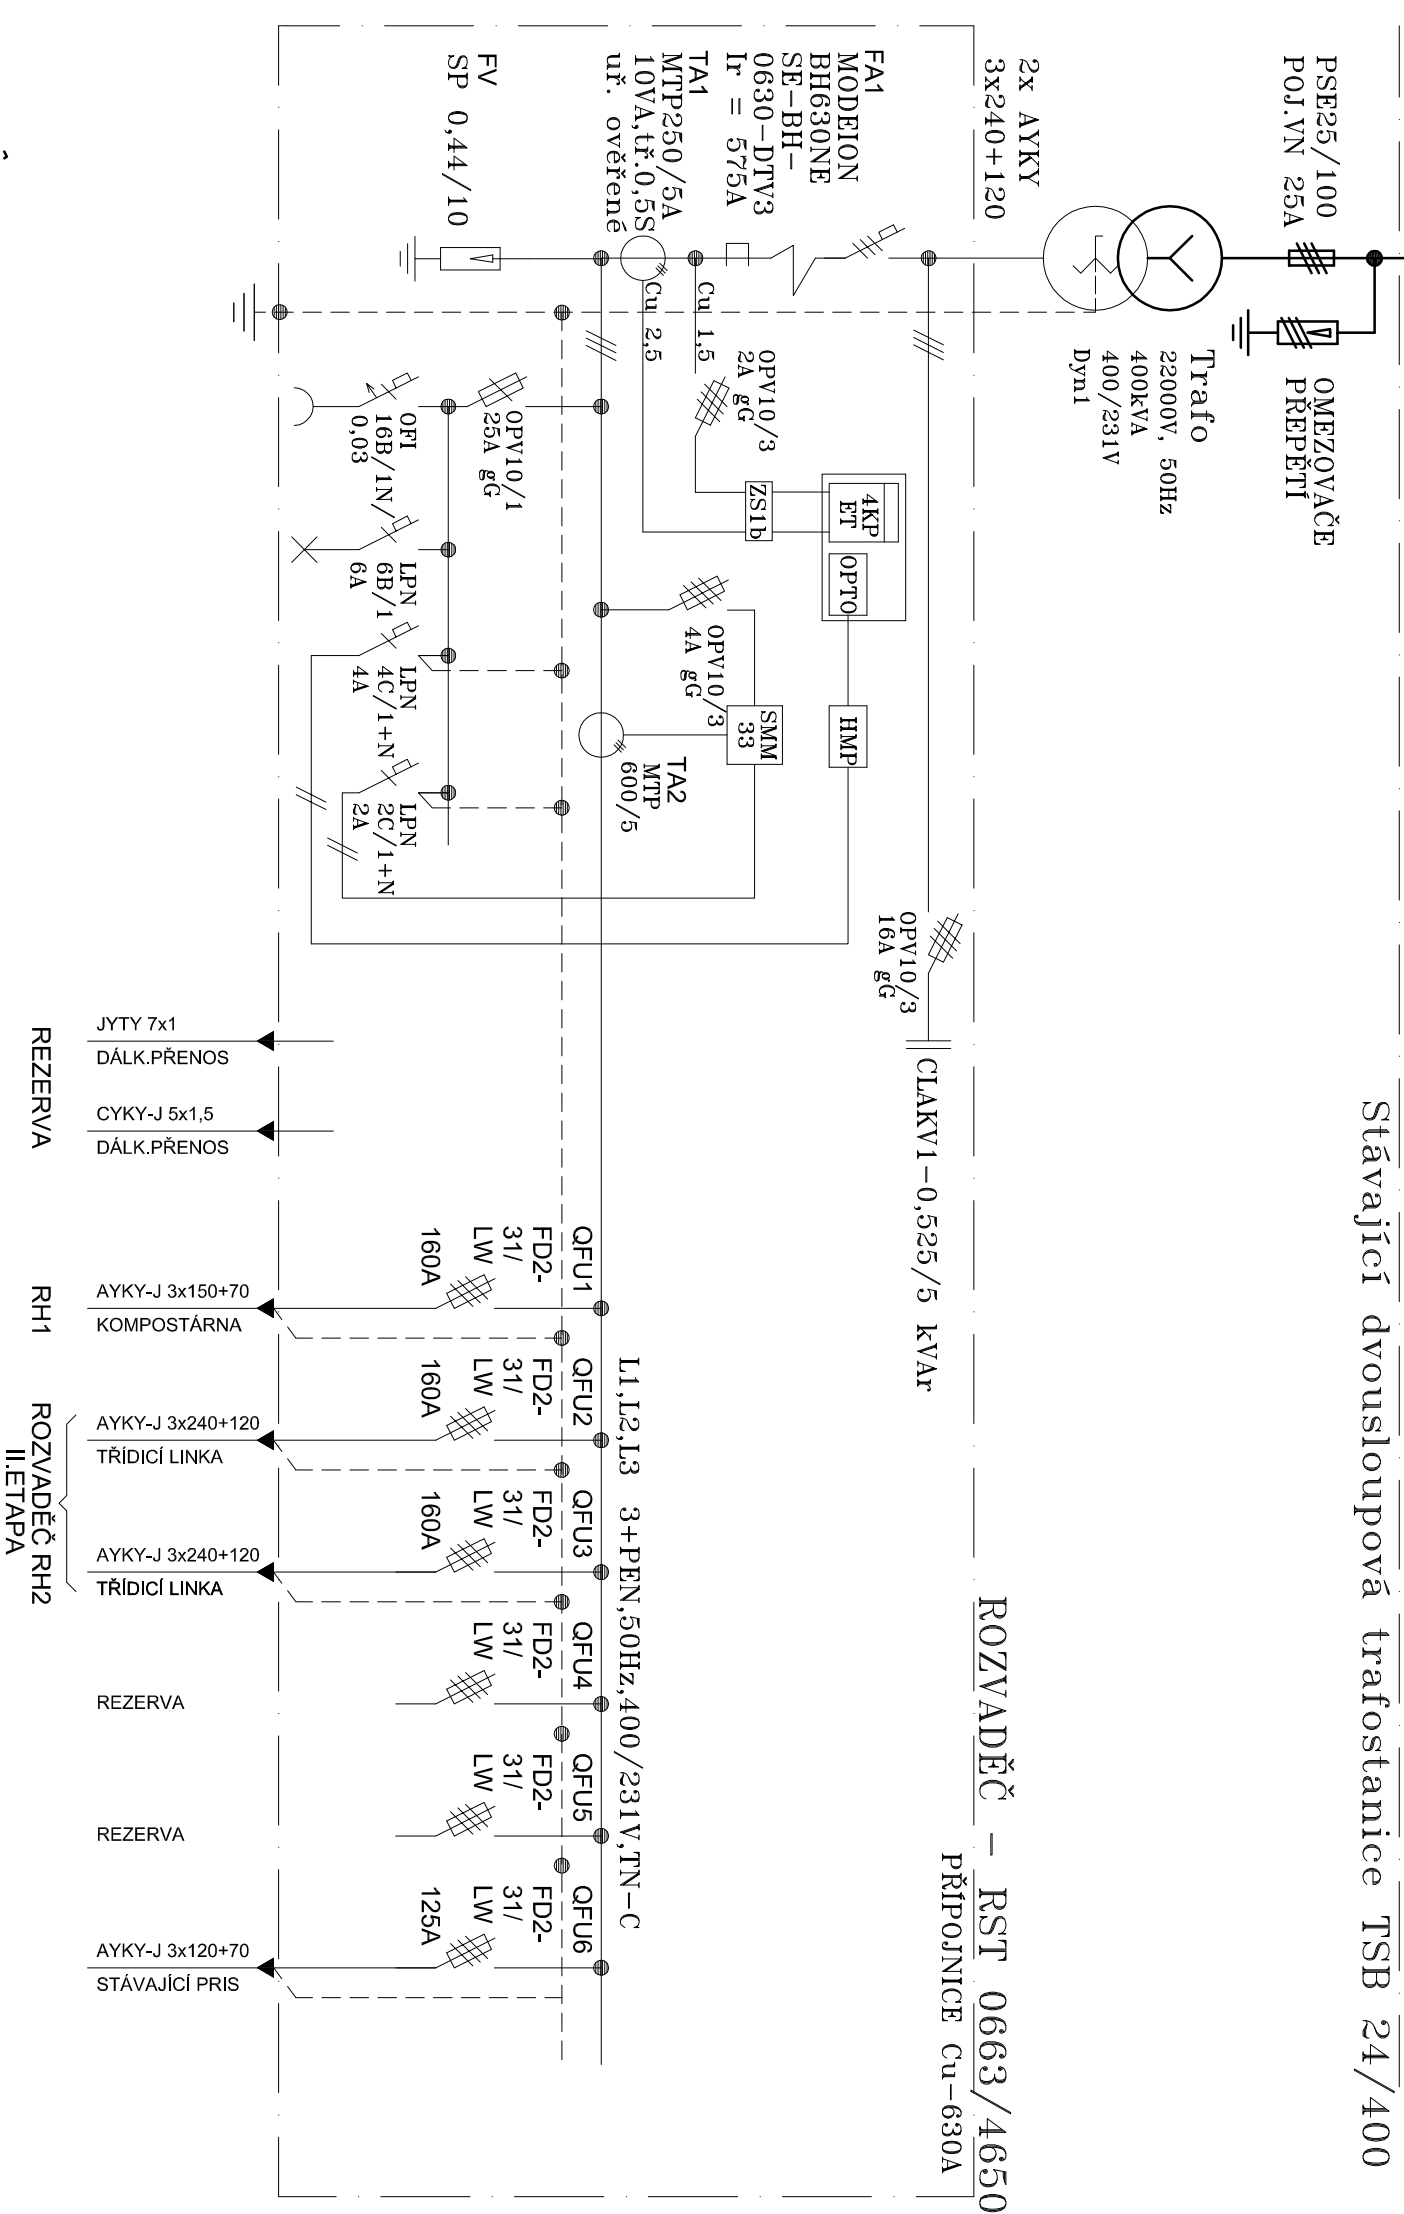 Stávající dvousloupová trafostanice TSB 24/400
PSE25/100
POJ.VN 25A
OMEZOVAČE
PŘEPĚTÍ
Trafo
22000V, 50Hz
400kVA
400/231V
Dyn1
2x AYKY
3x240+120
ROZVADĚČ - RST 0663/4650
PŘÍPOJNICE Cu-630A
FA1
MODEION
BH630NE
SE-BH-
0630-DTV3
Ir = 575A
TA1
MTP250/5A
10VA,tř.0,5S
uř. ověřené
FV
SP 0,44/10
Cu 1,5
Cu 2,5
OPV10/3
2A gG
ZS1b
4KP
ET
OPTO
HMP
OPV10/3
16A gG
CLAKV1-0,525/5 kVAr
OPV10/3
4A gG
SMM
33
TA2
MTP
600/5
OPV10/1
25A gG
OFI
16B/1N/
0,03
LPN
6B/1
6A
LPN
4C/1+N
4A
LPN
2C/1+N
2A
L1,L2,L3 3+PEN,50Hz,400/231V,TN-C
QFU1
FD2-
31/
LW
160A
QFU2
FD2-
31/
LW
160A
QFU3
FD2-
31/
LW
160A
QFU4
FD2-
31/
LW
QFU5
FD2-
31/
LW
QFU6
FD2-
31/
LW
125A
JYTY 7x1
DÁLK.PŘENOS
CYKY-J 5x1,5
DÁLK.PŘENOS
REZERVA
AYKY-J 3x150+70
KOMPOSTÁRNA
RH1
AYKY-J 3x240+120
TŘÍDICÍ LINKA
AYKY-J 3x240+120
TŘÍDICÍ LINKA
ROZVADĚČ RH2
II.ETAPA
REZERVA
REZERVA
AYKY-J 3x120+70
STÁVAJÍCÍ PRIS